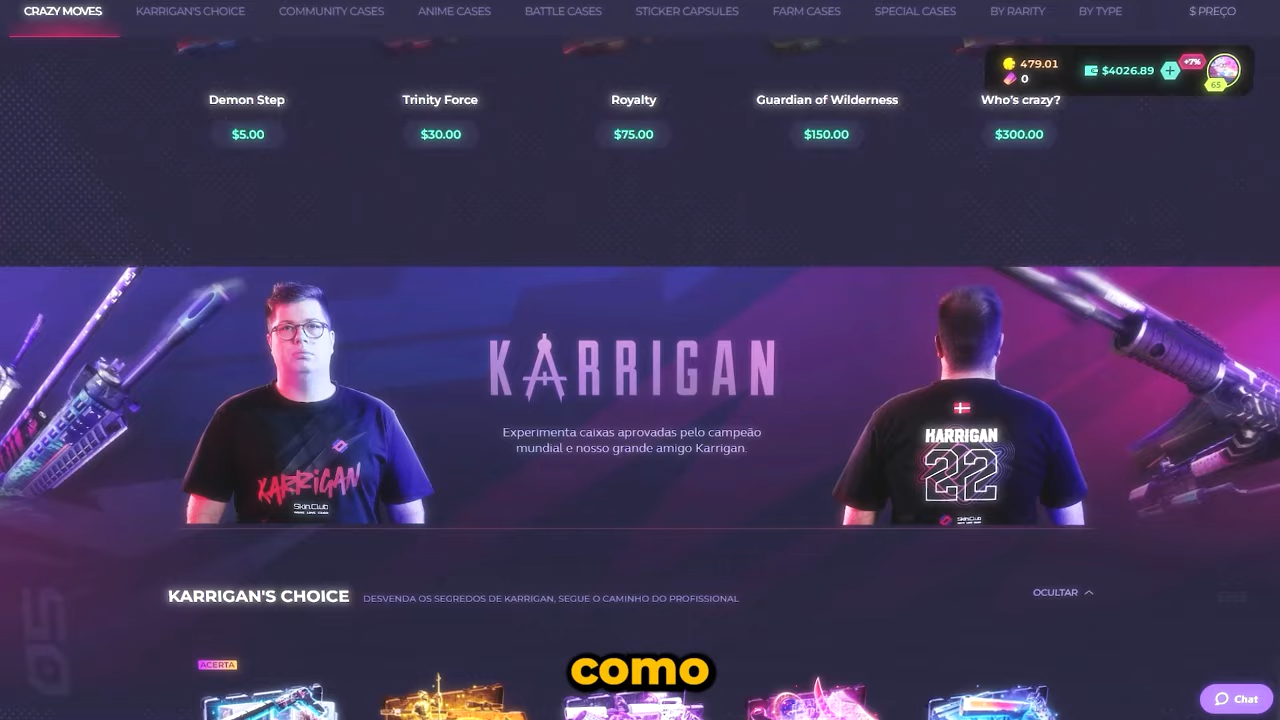 CRAZY MOVES KARRIGAN'S CHOICE COMMUNITY CASES ANIME CASES BATTLE CASES STICKER CAPSULES FARM CASES SPECIAL CASES BY RARITY BY TYPE $ PREÇO
479.01
0
$4026.89
+
+7%
65
Demon Step Trinity Force Royalty Guardian of Wilderness Who's crazy?
$5.00 $30.00 $75.00 $150.00 $300.00
KARRIGAN
Experimenta caixas aprovadas pelo campeão
mundial e nosso grande amigo Karrigan.
KARRIGAN
Skin.Club
HARRIGAN
22
Skin.Club
KARRIGAN'S CHOICE DESVENDA OS SEGREDOS DE KARRIGAN, SEGUE O CAMINHO DO PROFISSIONAL OCULTAR
ACERTA
como
Chat